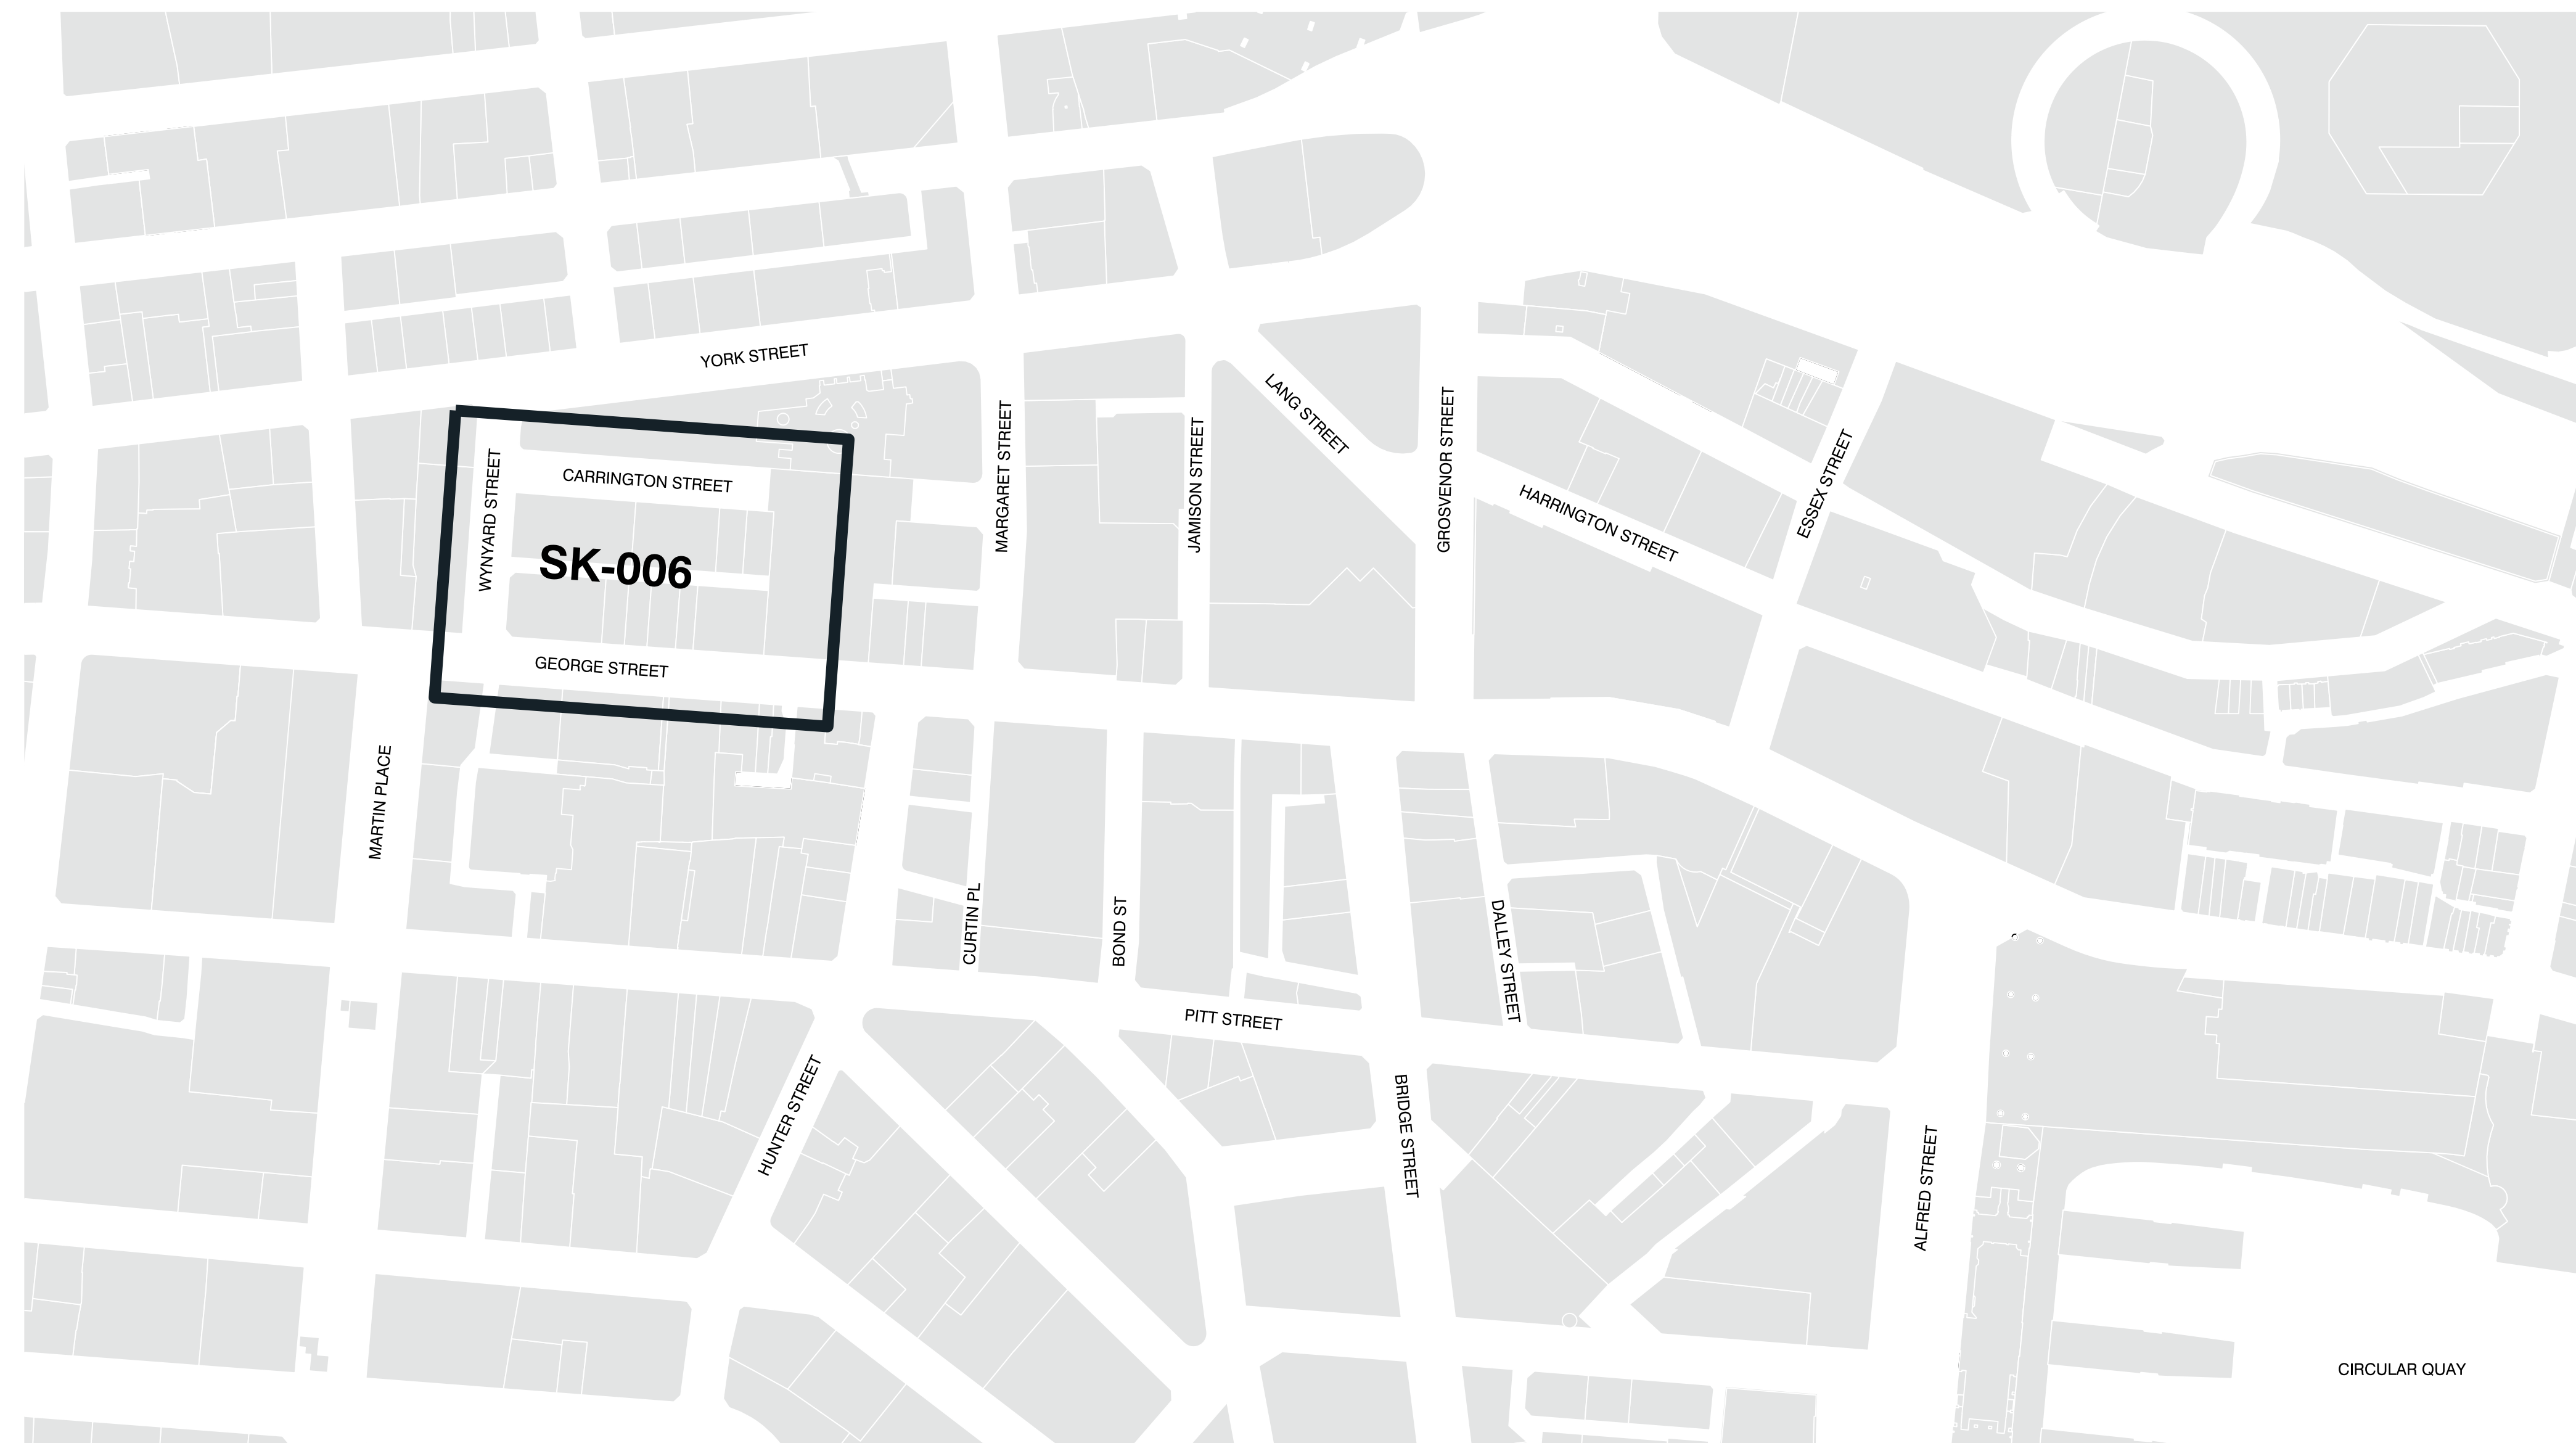 YORK STREET
LANG STREET
MARGARET STREET
JAMISON STREET
GROSVENOR STREET
ESSEX STREET
CARRINGTON STREET
WYNYARD STREET
HARRINGTON STREET
SK-006
GEORGE STREET
MARTIN PLACE
CURTIN PL
BOND ST
DALLEY STREET
PITT STREET
HUNTER STREET
BRIDGE STREET
ALFRED STREET
CIRCULAR QUAY